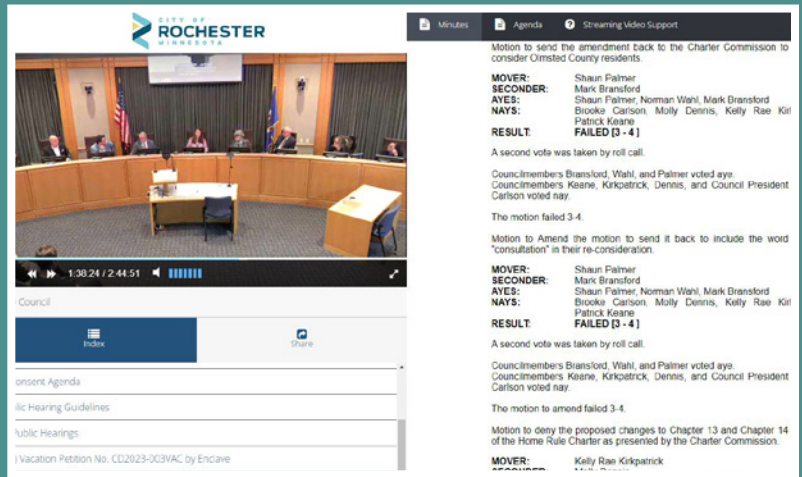 CITY OF
ROCHESTER
MINNESOTA
1:38:24 / 2:44:51
Council
Index
Share
onsent Agenda
lic Hearing Guidelines
Public Hearings
) Vacation Petition No. CD2023-003VAC by Enclave
Minutes
Agenda
Streaming Video Support
Motion to send the amendment back to the Charter Commission to
consider Olmsted County residents.
MOVER: Shaun Palmer
SECONDER: Mark Bransford
AYES: Shaun Palmer, Norman Wahl, Mark Bransford
NAYS: Brooke Carlson, Molly Dennis, Kelly Rae Kir
Patrick Keane
RESULT: FAILED [3 - 4]
A second vote was taken by roll call.
Councilmembers Bransford, Wahl, and Palmer voted aye.
Councilmembers Keane, Kirkpatrick, Dennis, and Council President
Carlson voted nay.
The motion failed 3-4.
Motion to Amend the motion to send it back to include the word
"consultation" in their re-consideration.
MOVER: Shaun Palmer
SECONDER: Mark Bransford
AYES: Shaun Palmer, Norman Wahl, Mark Bransford
NAYS: Brooke Carlson, Molly Dennis, Kelly Rae Kir
Patrick Keane
RESULT: FAILED [3 - 4]
A second vote was taken by roll call.
Councilmembers Bransford, Wahl, and Palmer voted aye.
Councilmembers Keane, Kirkpatrick, Dennis, and Council President
Carlson voted nay.
The motion to amend failed 3-4.
Motion to deny the proposed changes to Chapter 13 and Chapter 14
of the Home Rule Charter as presented by the Charter Commission.
MOVER: Kelly Rae Kirkpatrick
SECONDER: Molly Dennis